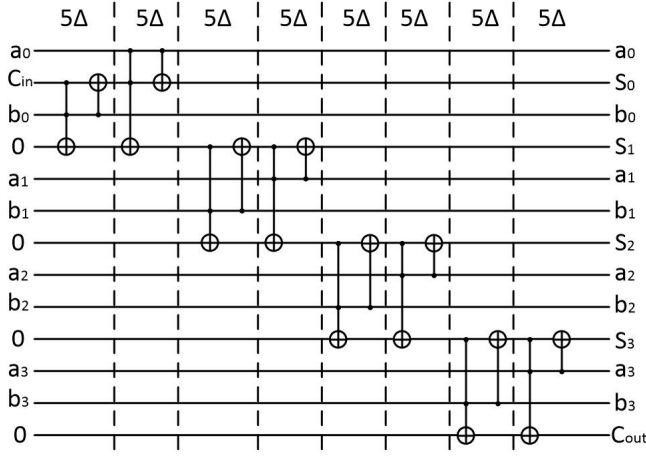 5Δ 5Δ 5Δ 5Δ 5Δ 5Δ 5Δ 5Δ
a₀ a₀
Cᵢₙ S₀
b₀ b₀
0 S₁
a₁ a₁
b₁ b₁
0 S₂
a₂ a₂
b₂ b₂
0 S₃
a₃ a₃
b₃ b₃
0 Cₒᵤₜ